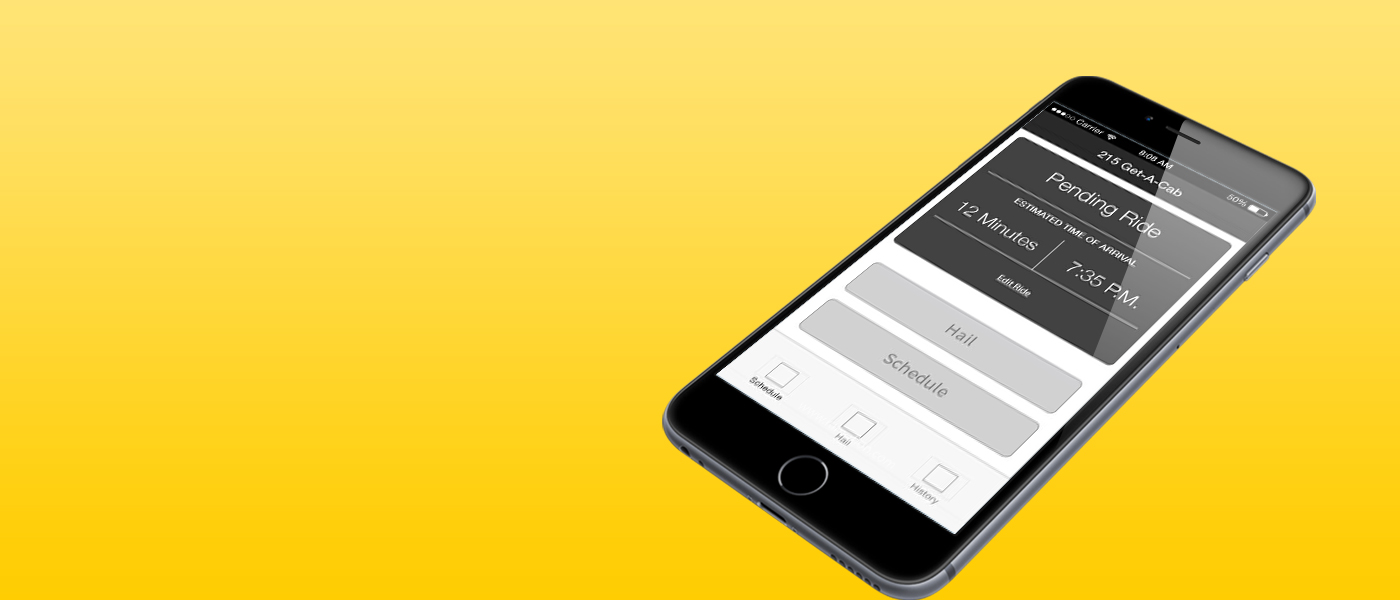 Carrier
8:08 AM
50%
215 Get-A-Cab
Pending Ride
ESTIMATED TIME OF ARRIVAL
12 Minutes
7:35 P.M.
Edit Ride
Hail
Schedule
Schedule
Hail
History